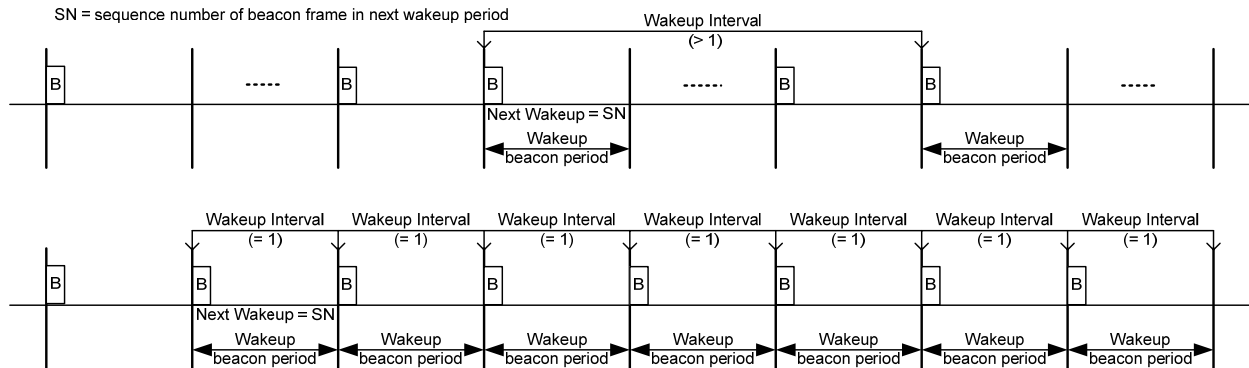 SN = sequence number of beacon frame in next wakeup period
Wakeup Interval
(> 1)
B B B B B
Next Wakeup = SN
Wakeup
beacon period
Wakeup
beacon period
Wakeup Interval
(= 1)
Wakeup Interval
(= 1)
Wakeup Interval
(= 1)
Wakeup Interval
(= 1)
Wakeup Interval
(= 1)
Wakeup Interval
(= 1)
Wakeup Interval
(= 1)
B B B B B B B B
Next Wakeup = SN
Wakeup
beacon period
Wakeup
beacon period
Wakeup
beacon period
Wakeup
beacon period
Wakeup
beacon period
Wakeup
beacon period
Wakeup
beacon period